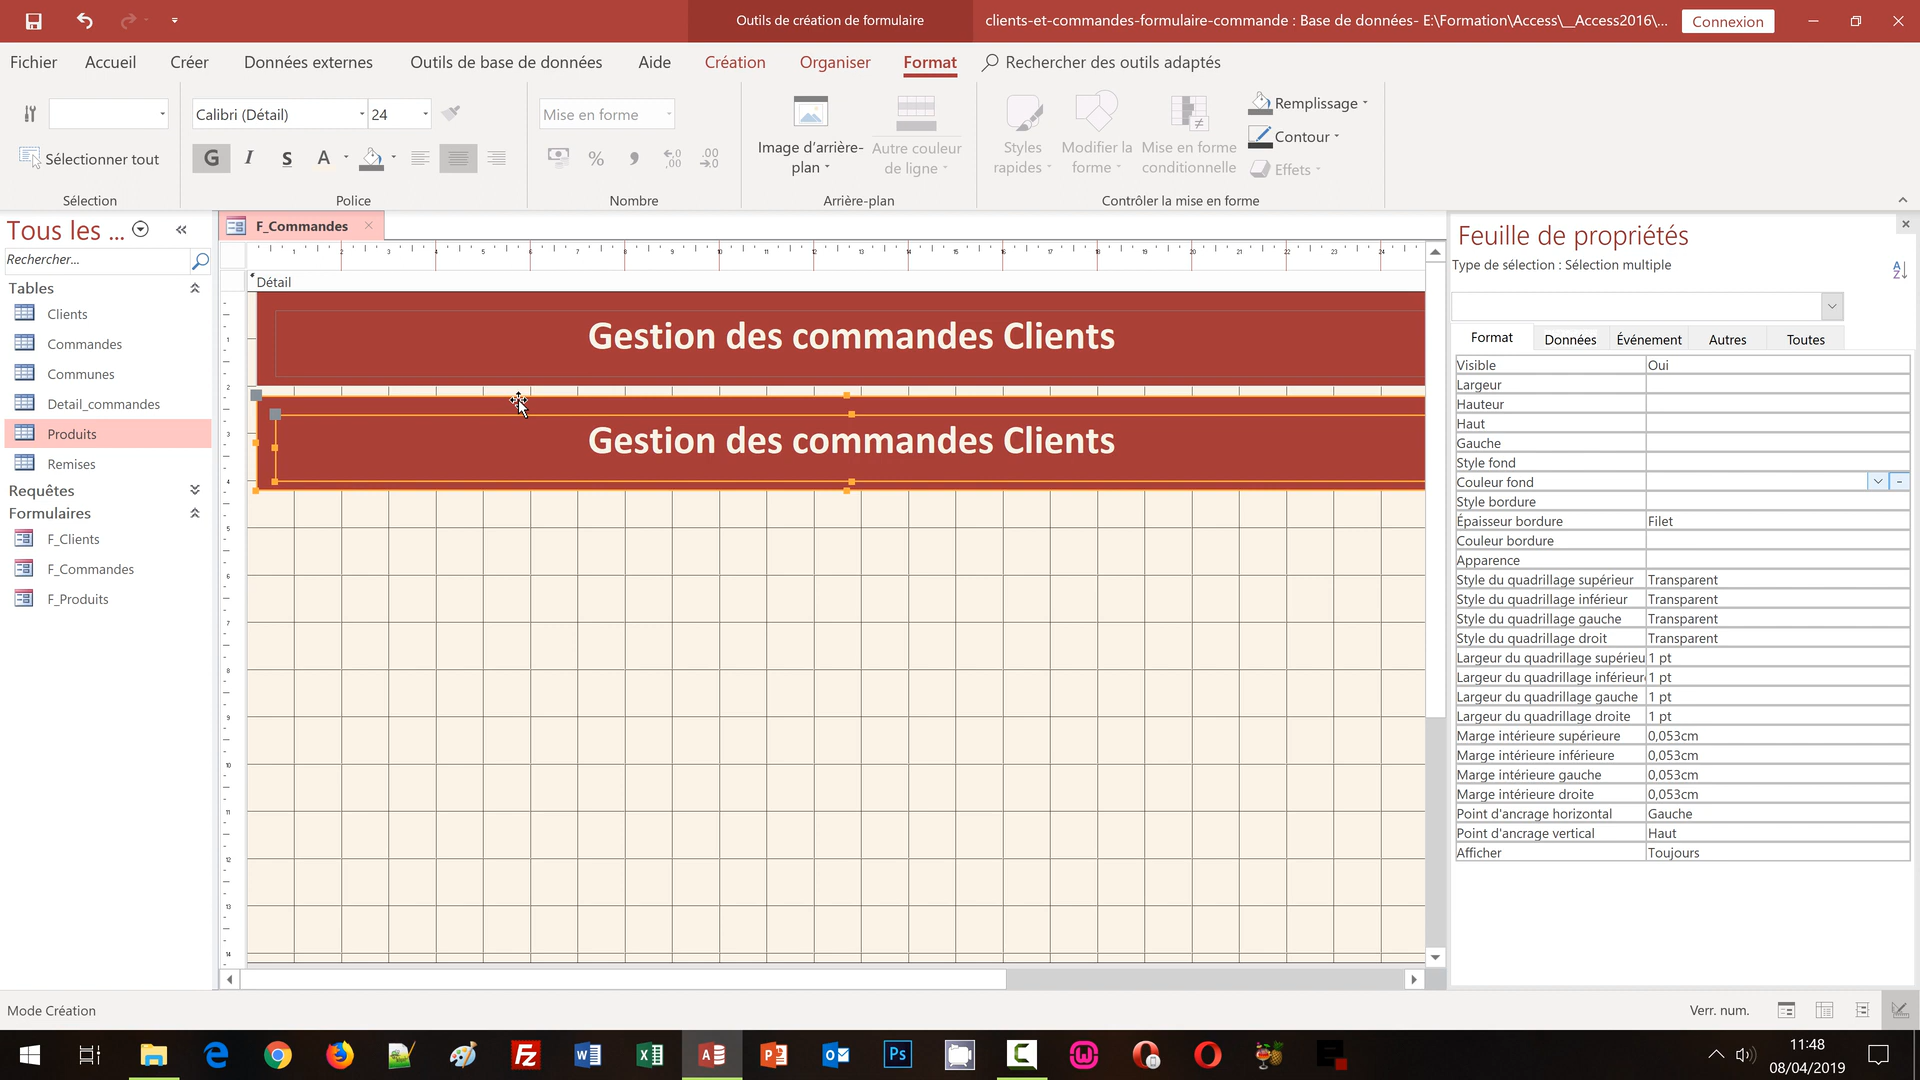 Outils de création de formulaire
clients-et-commandes-formulaire-commande : Base de données- E:\Formation\Access\__Access2016\...
Connexion
Fichier
Accueil
Créer
Données externes
Outils de base de données
Aide
Création
Organiser
Format
Rechercher des outils adaptés
Calibri (Détail)
24
Mise en forme
Sélectionner tout
G I S A
% , ,00
Image d'arrière-plan
Autre couleur de ligne
Styles rapides
Modifier la forme
Mise en forme conditionnelle
Remplissage
Contour
Effets
Sélection
Police
Nombre
Arrière-plan
Contrôler la mise en forme
Tous les ...
Rechercher...
Tables
Clients
Commandes
Communes
Detail_commandes
Produits
Remises
Requêtes
Formulaires
F_Clients
F_Commandes
F_Produits
F_Commandes
Détail
Gestion des commandes Clients
Gestion des commandes Clients
Feuille de propriétés
Type de sélection : Sélection multiple
Format
Données
Événement
Autres
Toutes
Visible Oui
Largeur
Hauteur
Haut
Gauche
Style fond
Couleur fond
Style bordure
Épaisseur bordure Filet
Couleur bordure
Apparence
Style du quadrillage supérieur Transparent
Style du quadrillage inférieur Transparent
Style du quadrillage gauche Transparent
Style du quadrillage droit Transparent
Largeur du quadrillage supérieu 1 pt
Largeur du quadrillage inférieur 1 pt
Largeur du quadrillage gauche 1 pt
Largeur du quadrillage droite 1 pt
Marge intérieure supérieure 0,053cm
Marge intérieure inférieure 0,053cm
Marge intérieure gauche 0,053cm
Marge intérieure droite 0,053cm
Point d'ancrage horizontal Gauche
Point d'ancrage vertical Haut
Afficher Toujours
Mode Création
Verr. num.
11:48
08/04/2019